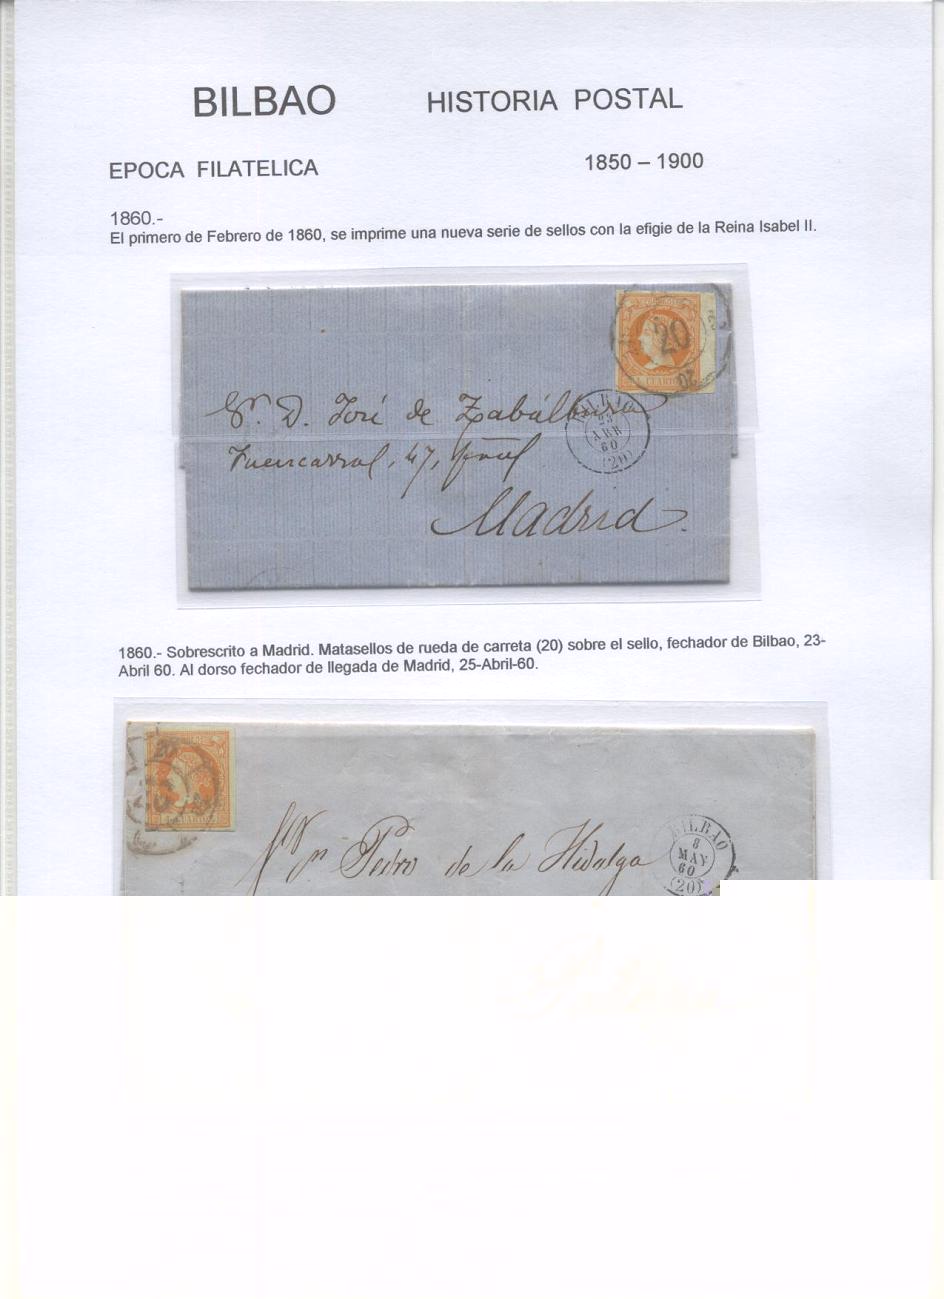 BILBAO HISTORIA POSTAL
EPOCA FILATELICA 1850 – 1900
1860.-
El primero de Febrero de 1860, se imprime una nueva serie de sellos con la efigie de la Reina Isabel II.
20
Sr. D. José de Zabálburu
BILBAO
23
ABR
60
(20)
Fuencarral, 47, pral
Madrid.
1860.- Sobrescrito a Madrid. Matasellos de rueda de carreta (20) sobre el sello, fechador de Bilbao, 23-
Abril 60. Al dorso fechador de llegada de Madrid, 25-Abril-60.
20
Pedro de la Hidalga
BILBAO
8
MAY
60
(20)